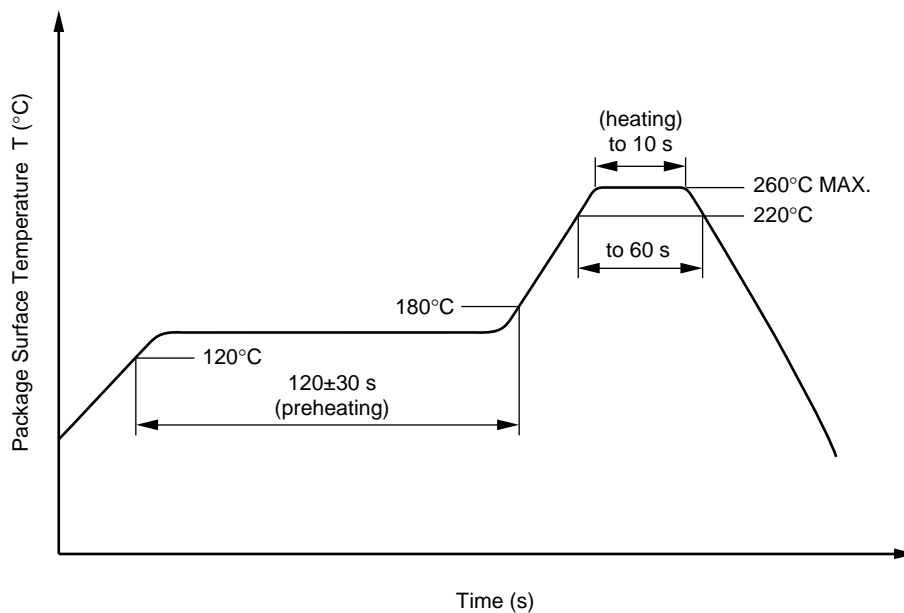 Package Surface Temperature T (°C)
(heating)
to 10 s
260°C MAX.
220°C
to 60 s
180°C
120°C
120±30 s
(preheating)
Time (s)